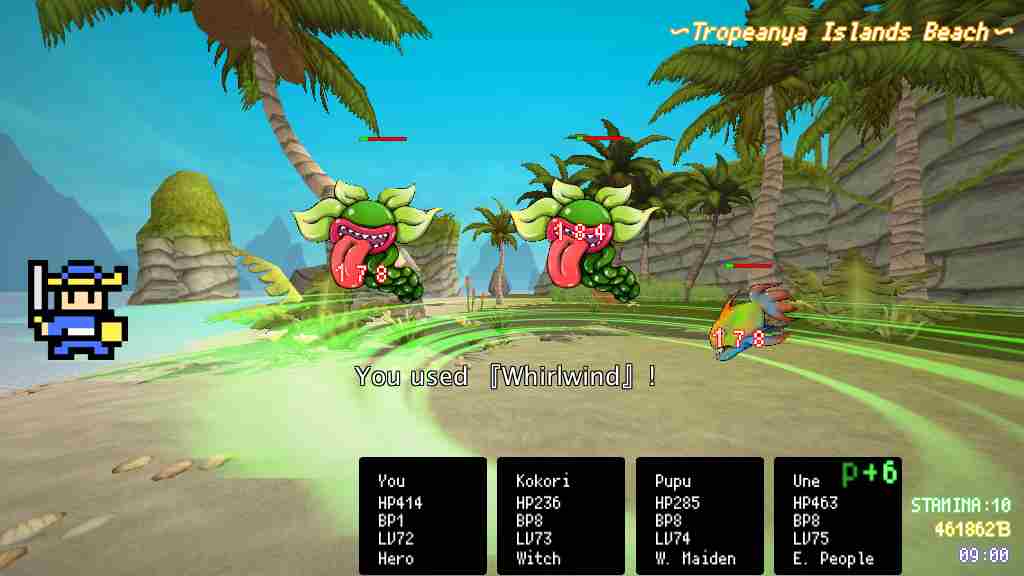 ~Tropeanya Islands Beach~
184
178
178
You used 『Whirlwind』!
p+6
You
HP414
BP1
LV72
Hero
Kokori
HP236
BP8
LV73
Witch
Pupu
HP285
BP8
LV74
W. Maiden
Une
HP463
BP8
LV75
E. People
STAMINA:10
461862B
09:00